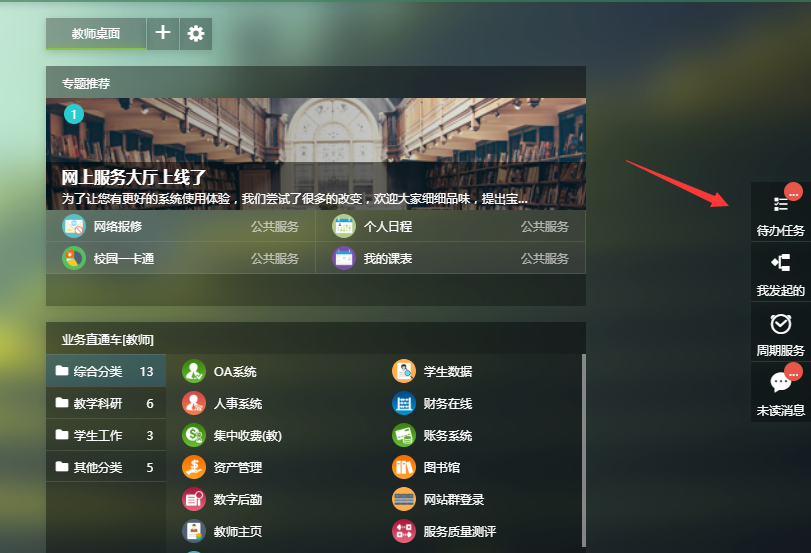 教师桌面
专题推荐
1
网上服务大厅上线了
为了让您有更好的系统使用体验，我们尝试了很多的改变，欢迎大家细细品味，提出宝...
网络报修 公共服务 个人日程 公共服务
校园一卡通 公共服务 我的课表 公共服务
待办任务
我发起的
周期服务
未读消息
业务直通车[教师]
综合分类 13 OA系统 学生数据
教学科研 6 人事系统 财务在线
学生工作 3 集中收费(教) 账务系统
其他分类 5 资产管理 图书馆
数字后勤 网站群登录
教师主页 服务质量测评